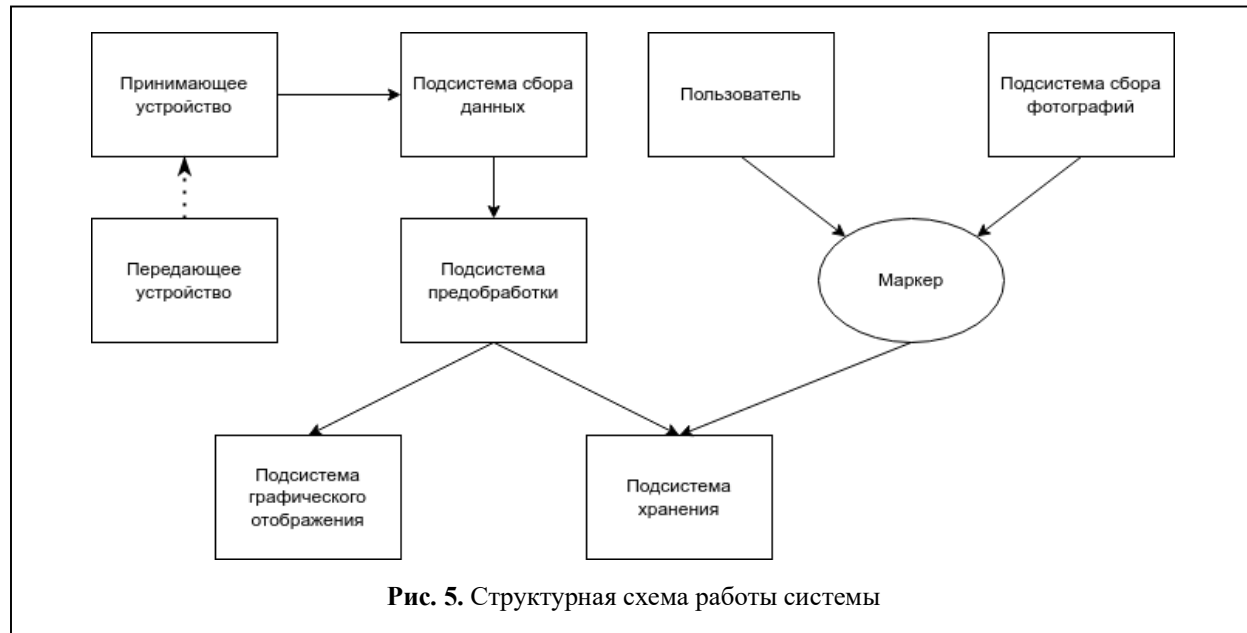 Принимающее
устройство
Подсистема сбора
данных
Пользователь
Подсистема сбора
фотографий
Передающее
устройство
Подсистема
предобработки
Маркер
Подсистема
графического
отображения
Подсистема
хранения
Рис. 5. Структурная схема работы системы